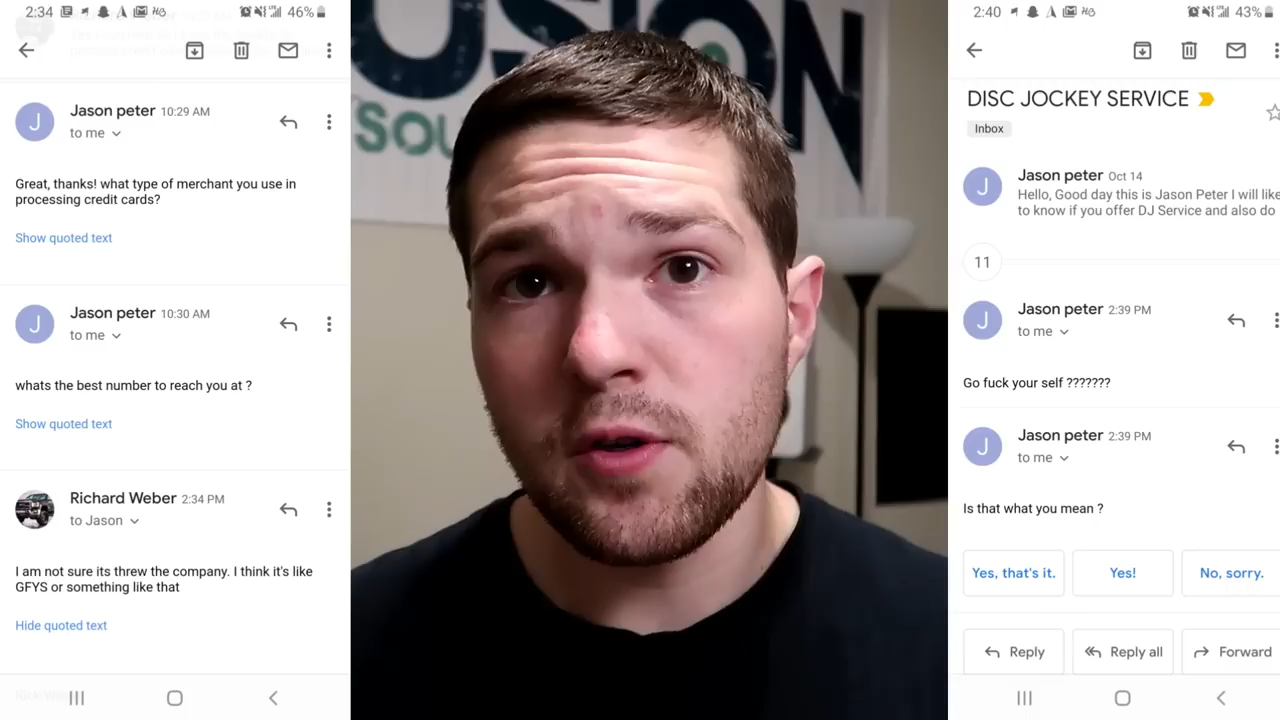 2:34
46%
Jason peter 10:29 AM
to me
Great, thanks! what type of merchant you use in
processing credit cards?
Show quoted text
Jason peter 10:30 AM
to me
whats the best number to reach you at ?
Show quoted text
Richard Weber 2:34 PM
to Jason
I am not sure its threw the company. I think it's like
GFYS or something like that
Hide quoted text
SOU
2:40
43%
DISC JOCKEY SERVICE
Inbox
Jason peter Oct 14
Hello, Good day this is Jason Peter I will like
to know if you offer DJ Service and also do
11
Jason peter 2:39 PM
to me
Go fuck your self ???????
Jason peter 2:39 PM
to me
Is that what you mean ?
Yes, that's it.
Yes!
No, sorry.
Reply
Reply all
Forward